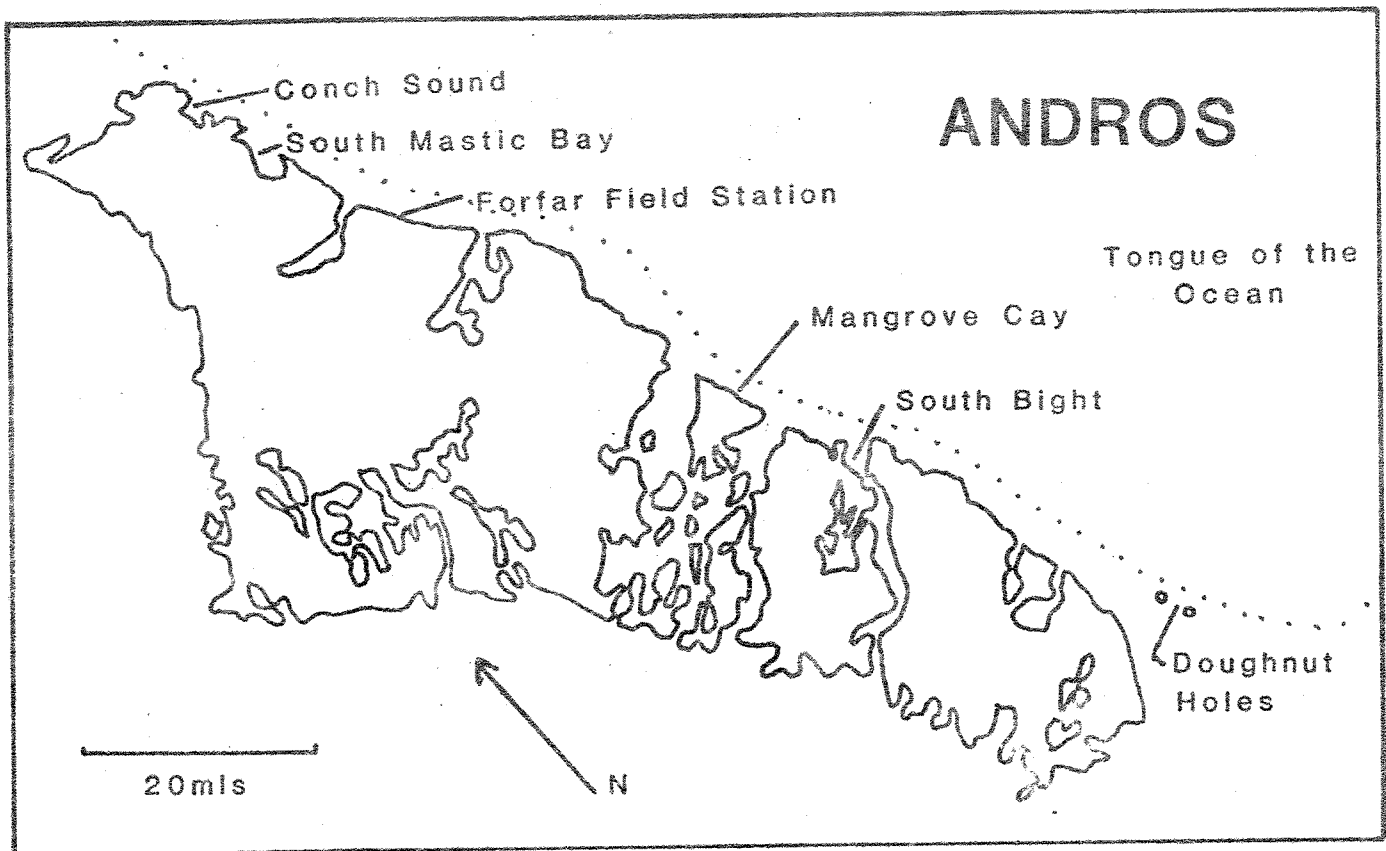 ANDROS
Conch Sound
South Mastic Bay
Forfar Field Station
Tongue of the
Ocean
Mangrove Cay
South Bight
Doughnut
Holes
20mls
N